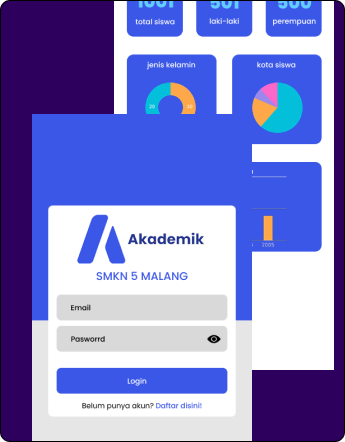 1001
501
500
total siswa
laki-laki
perempuan
jenis kelamin
kota siswa
Akademik
SMKN 5 MALANG
Email
Pasworrd
Login
Belum punya akun? Daftar disini!
2005